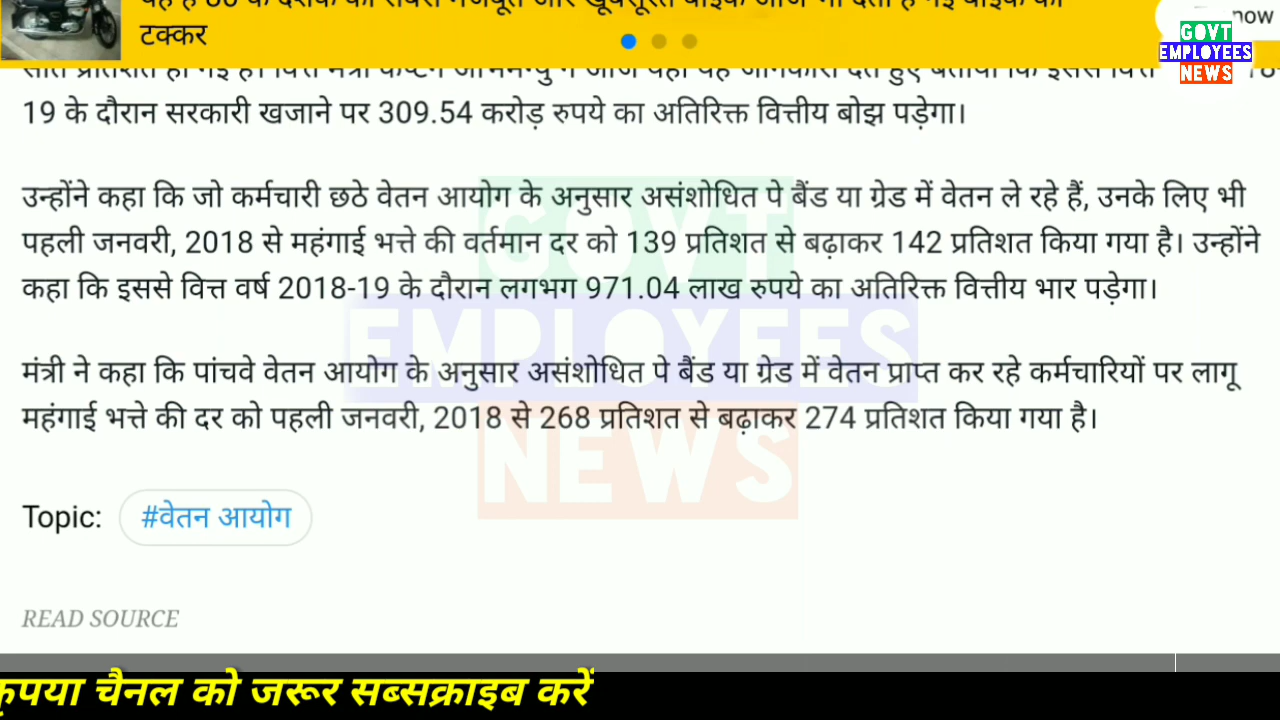 टक्कर
now
GOVT
EMPLOYEES
NEWS
19 के दौरान सरकारी खजाने पर 309.54 करोड़ रुपये का अतिरिक्त वित्तीय बोझ पड़ेगा।
उन्होंने कहा कि जो कर्मचारी छठे वेतन आयोग के अनुसार असंशोधित पे बैंड या ग्रेड में वेतन ले रहे हैं, उनके लिए भी
पहली जनवरी, 2018 से महंगाई भत्ते की वर्तमान दर को 139 प्रतिशत से बढ़ाकर 142 प्रतिशत किया गया है। उन्होंने
कहा कि इससे वित्त वर्ष 2018-19 के दौरान लगभग 971.04 लाख रुपये का अतिरिक्त वित्तीय भार पड़ेगा।
मंत्री ने कहा कि पांचवे वेतन आयोग के अनुसार असंशोधित पे बैंड या ग्रेड में वेतन प्राप्त कर रहे कर्मचारियों पर लागू
महंगाई भत्ते की दर को पहली जनवरी, 2018 से 268 प्रतिशत से बढ़ाकर 274 प्रतिशत किया गया है।
GOVT
EMPLOYEES
NEWS
Topic: #वेतन आयोग
READ SOURCE
कृपया चैनल को जरूर सब्सक्राइब करें